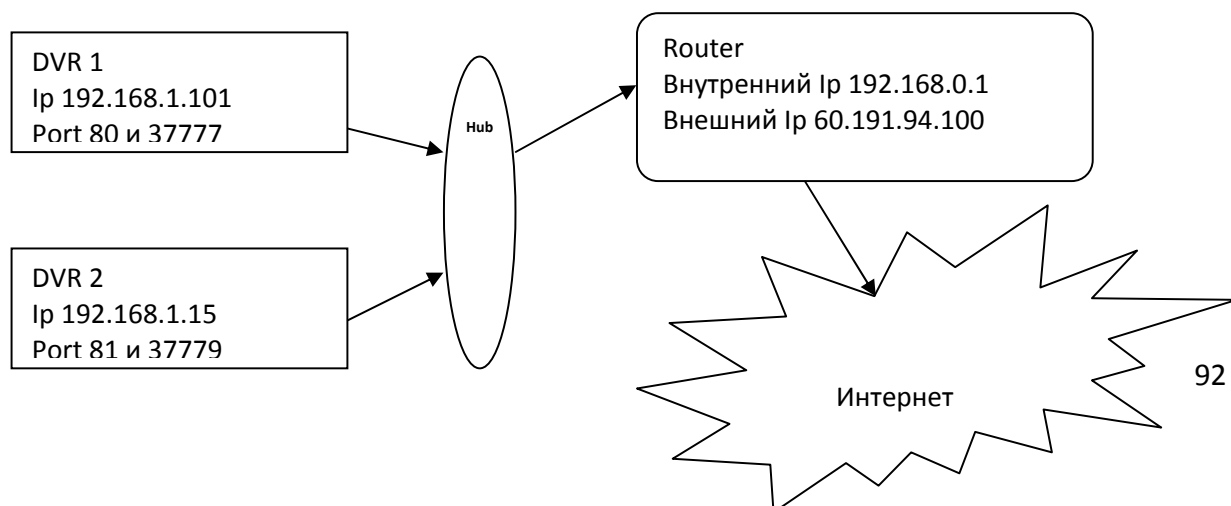 DVR 1
Ip 192.168.1.101
Port 80 и 37777
Hub
Router
Внутренний Ip 192.168.0.1
Внешний Ip 60.191.94.100
DVR 2
Ip 192.168.1.15
Port 81 и 37779
Интернет
92